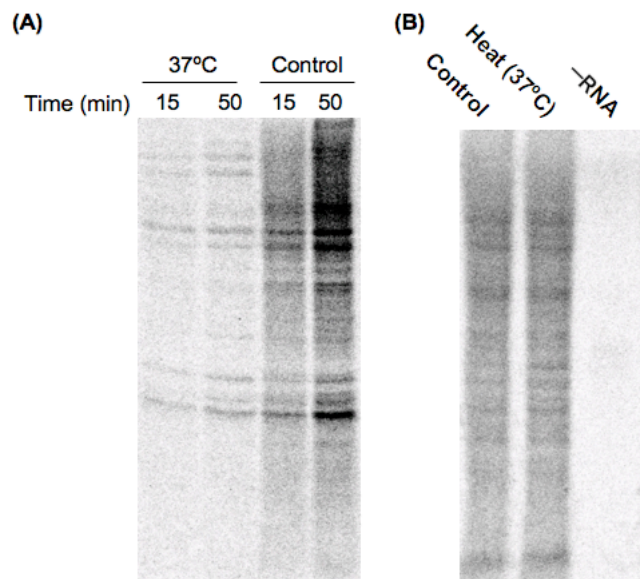 (A)
37ºC Control
Time (min) 15 50 15 50
(B)
Control
Heat (37ºC)
–RNA